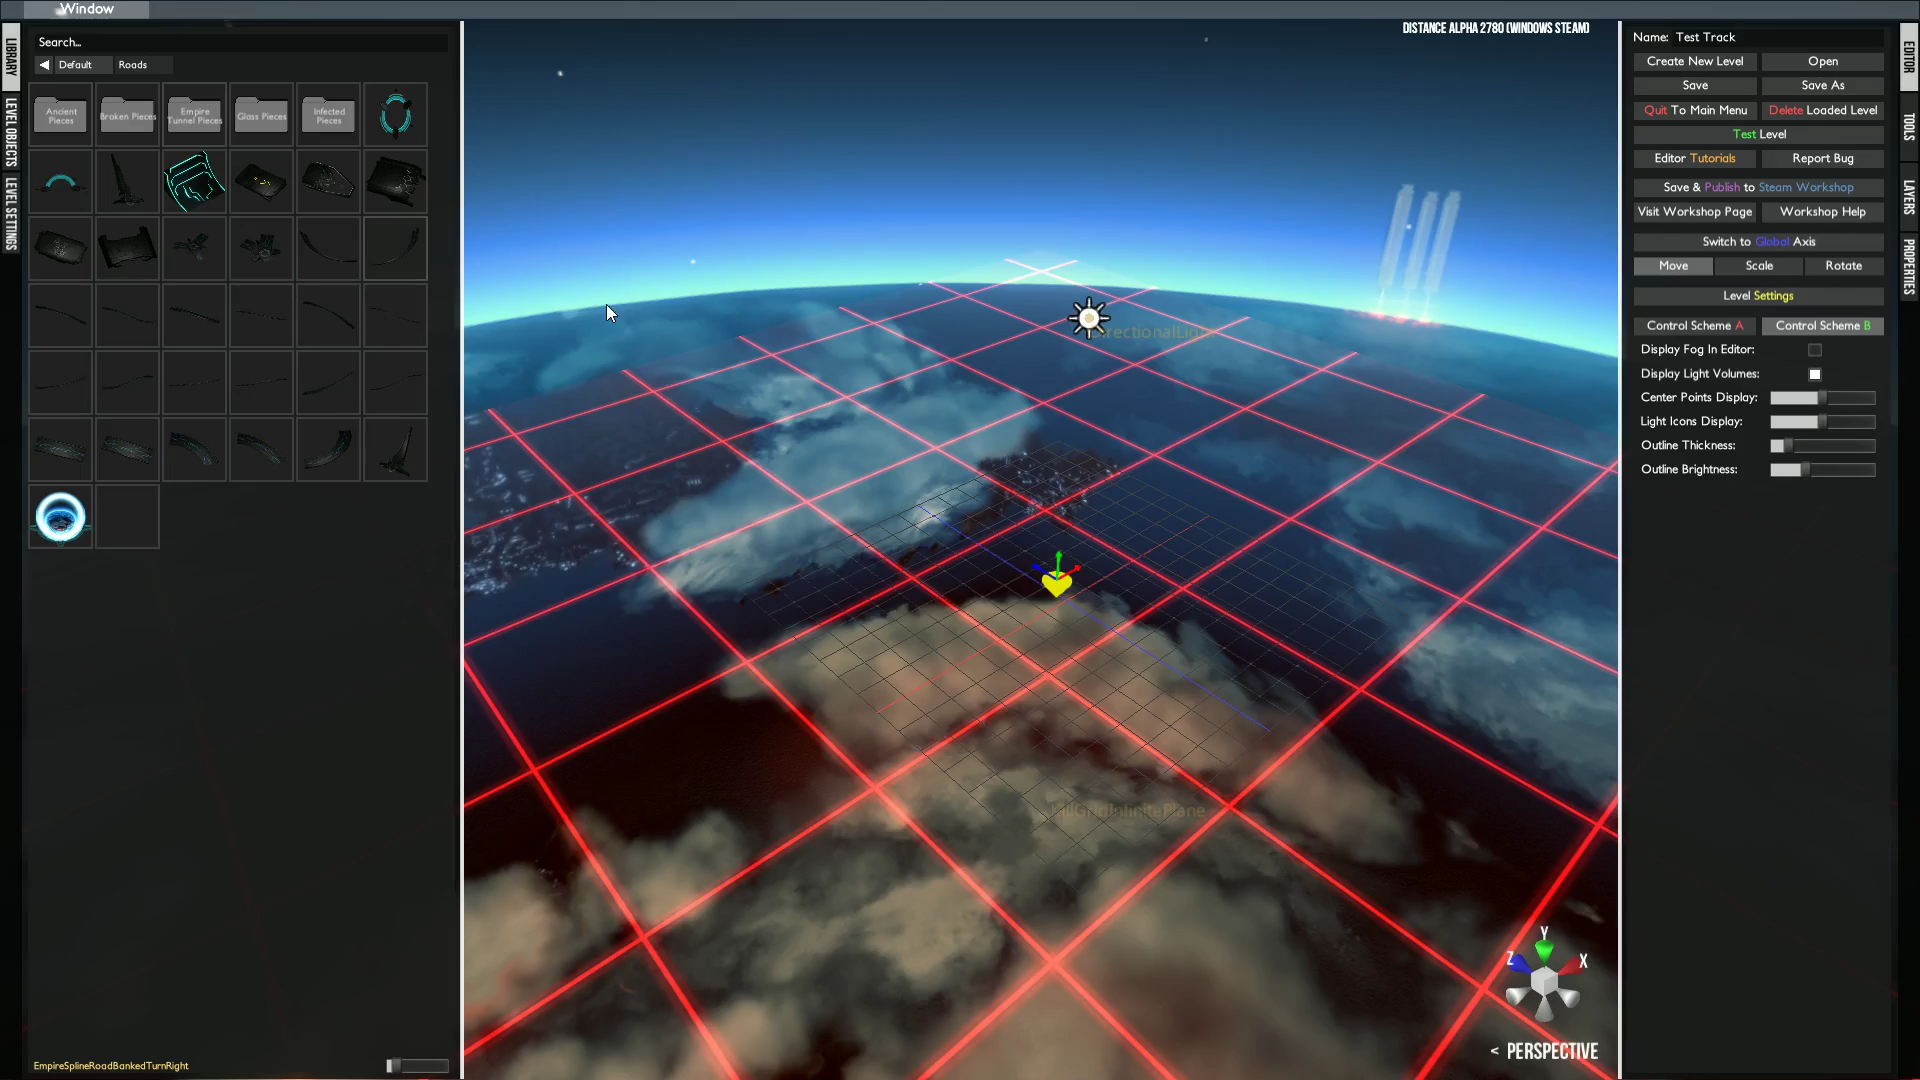 Window
LIBRARY
LEVEL OBJECTS
LEVEL SETTINGS
Search...
Default
Roads
Ancient Pieces
Broken Pieces
Empire Tunnel Pieces
Glass Pieces
Infected Pieces
EmpireSplineRoadBankedTurnRight
DISTANCE ALPHA 2780 (WINDOWS STEAM)
DirectionalLight
KillGridInfinitePlane
Y
Z
X
< PERSPECTIVE
Name: Test Track
Create New Level
Open
Save
Save As
Quit To Main Menu
Delete Loaded Level
Test Level
Editor Tutorials
Report Bug
Save & Publish to Steam Workshop
Visit Workshop Page
Workshop Help
Switch to Global Axis
Move
Scale
Rotate
Level Settings
Control Scheme A
Control Scheme B
Display Fog In Editor:
Display Light Volumes:
Center Points Display:
Light Icons Display:
Outline Thickness:
Outline Brightness:
EDITOR
TOOLS
LAYERS
PROPERTIES